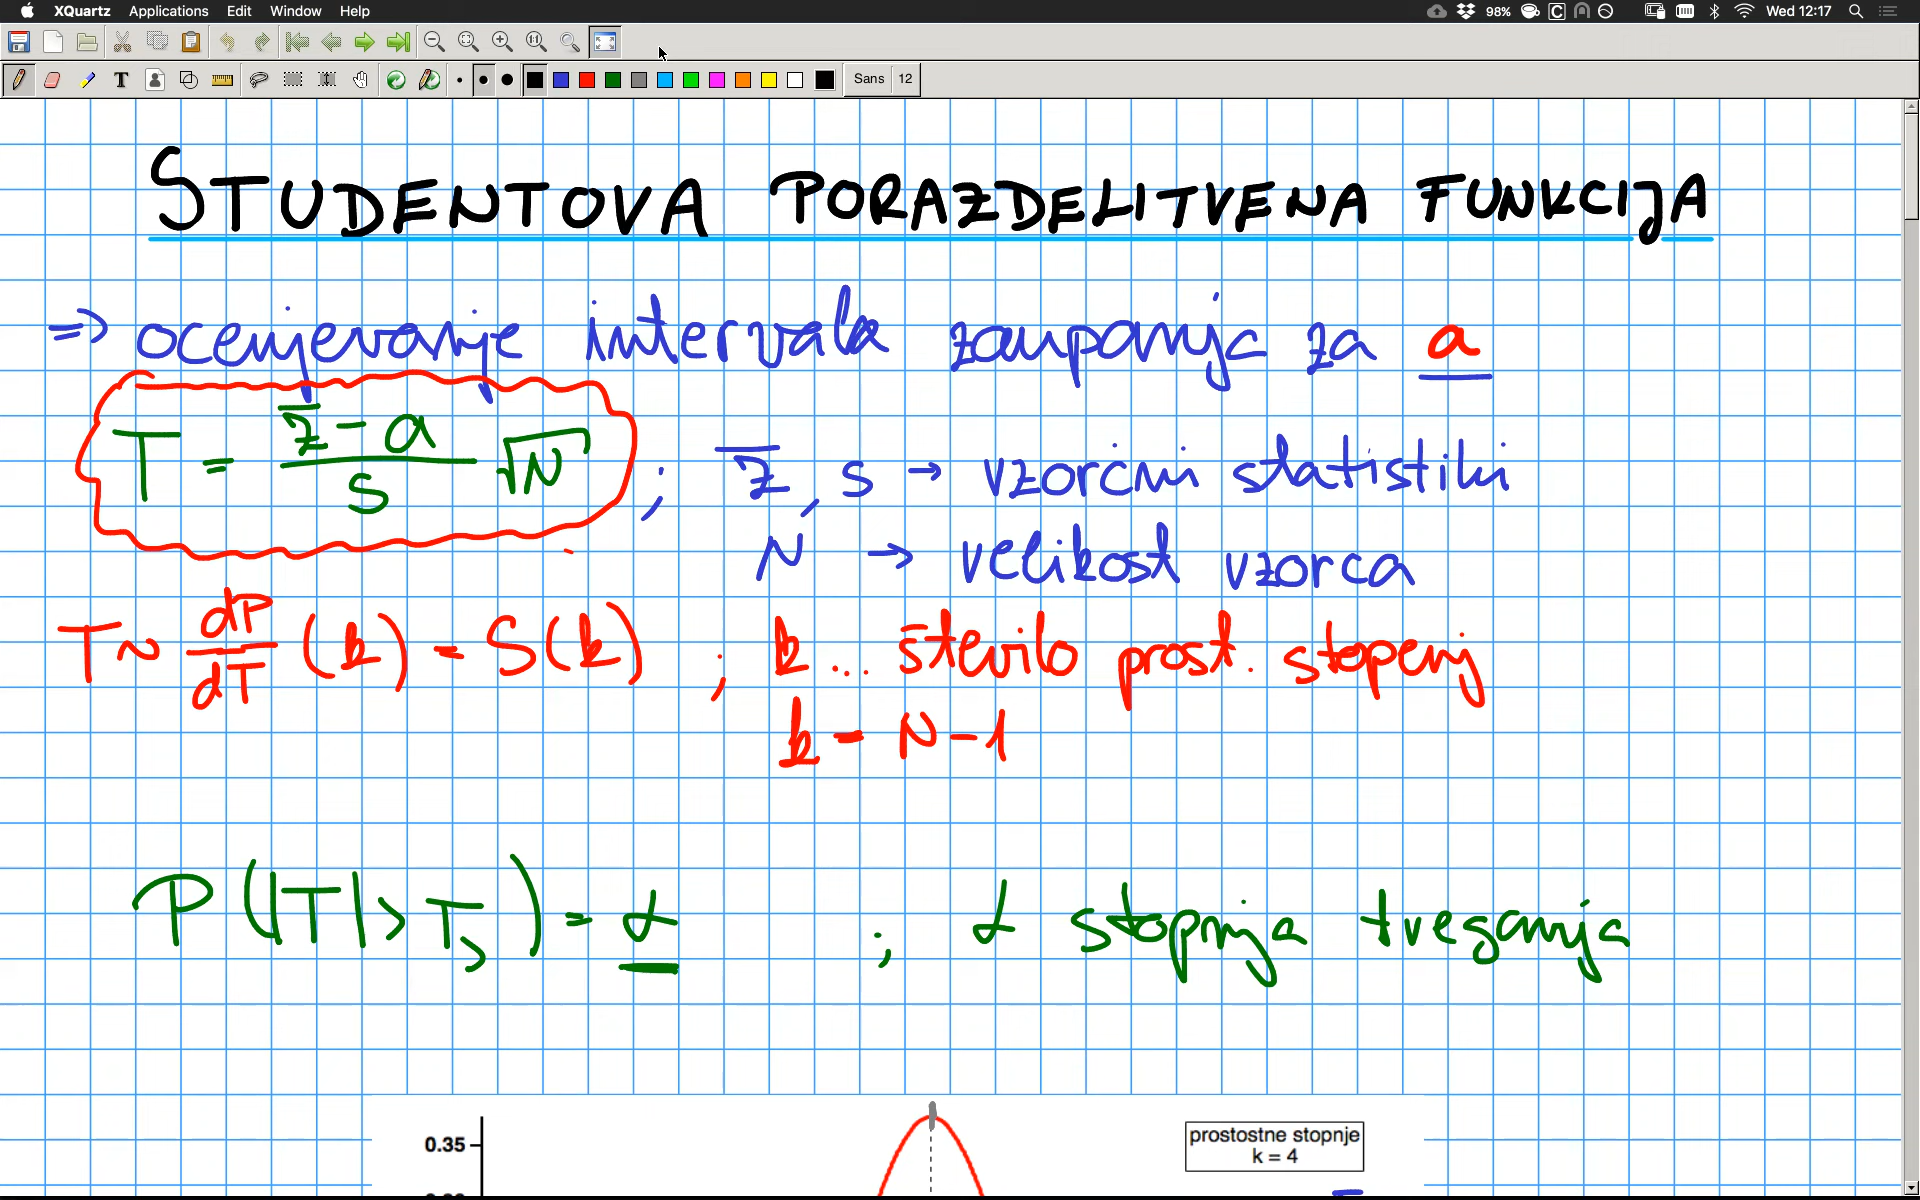 XQuartz Applications Edit Window Help 98% Wed 12:17
Sans 12
STUDENTOVA PORAZDELITVENA FUNKCIJA
⇒ ocenjevanje intervala zaupanja za a
T = (z̄ - a)/s √N ; z̄, s → vzorčni statistiki
N → velikost vzorca
T ~ dP/dT (k) = S(k) ; k ... število prost. stopenj
k = N - 1
P(|T| > T_s) = α ; α stopnja tveganja
0.35
prostostne stopnje
k = 4